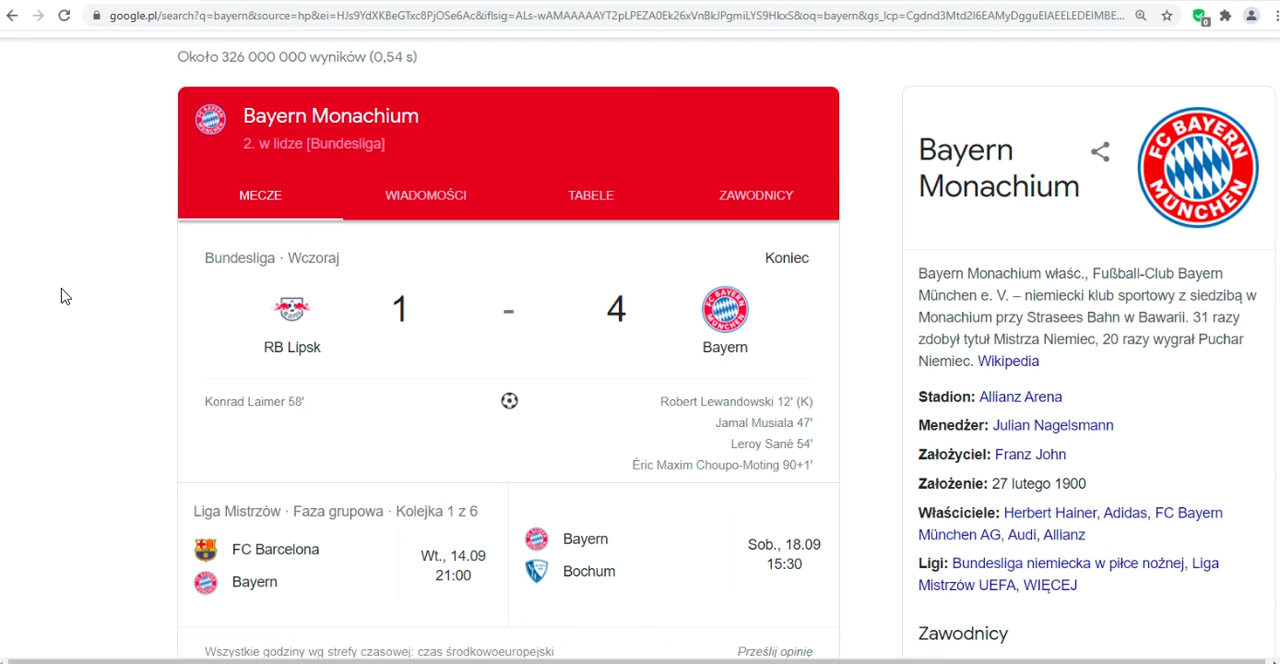 google.pl/search?q=bayern&source=hp&ei=HJs9YdXKBeGTxc8PjOSe6Ac&iflsig=ALs-wAMAAAAAYT2pLPEZA0Ek26xVnBkJPgmiLYS9HkxS&oq=bayern&gs_lcp=Cgdnd3Mtd2l6EAMyDgguEIAEELEDEIMBE...
Około 326 000 000 wyników (0,54 s)
Bayern Monachium
2. w lidze [Bundesliga]
MECZE WIADOMOŚCI TABELE ZAWODNICY
Bundesliga · Wczoraj Koniec
1 - 4
RB Lipsk Bayern
Konrad Laimer 58'
Robert Lewandowski 12' (K)
Jamal Musiala 47'
Leroy Sané 54'
Éric Maxim Choupo-Moting 90+1'
Liga Mistrzów · Faza grupowa · Kolejka 1 z 6
FC Barcelona
Bayern
Wt., 14.09
21:00
Bayern
Bochum
Sob., 18.09
15:30
Wszystkie godziny wg strefy czasowej: czas środkowoeuropejski Prześlij opinię
Bayern
Monachium
FC BAYERN
MÜNCHEN
Bayern Monachium właśc., Fußball-Club Bayern
München e. V. – niemiecki klub sportowy z siedzibą w
Monachium przy Strasees Bahn w Bawarii. 31 razy
zdobył tytuł Mistrza Niemiec, 20 razy wygrał Puchar
Niemiec. Wikipedia
Stadion: Allianz Arena
Menedżer: Julian Nagelsmann
Założyciel: Franz John
Założenie: 27 lutego 1900
Właściciele: Herbert Hainer, Adidas, FC Bayern
München AG, Audi, Allianz
Ligi: Bundesliga niemiecka w piłce nożnej, Liga
Mistrzów UEFA, WIĘCEJ
Zawodnicy